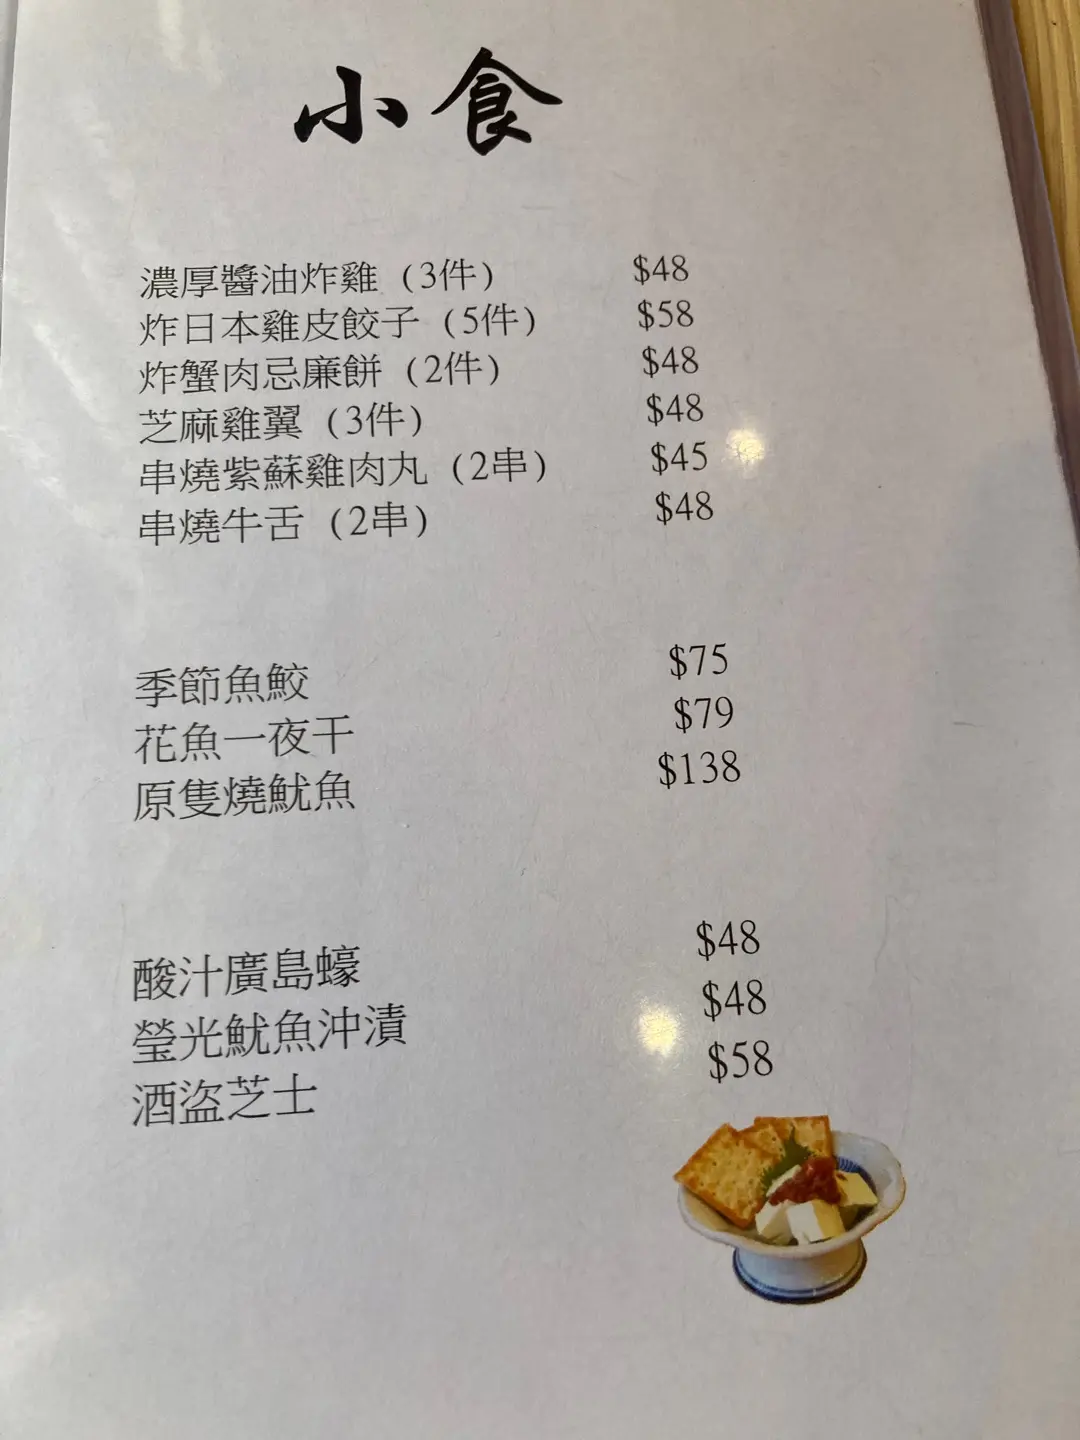 小食
濃厚醬油炸雞 (3件) $48
炸日本雞皮餃子 (5件) $58
炸蟹肉忌廉餅 (2件) $48
芝麻雞翼 (3件) $48
串燒紫蘇雞肉丸 (2串) $45
串燒牛舌 (2串) $48
季節魚鮫 $75
花魚一夜干 $79
原隻燒魷魚 $138
酸汁廣島蠔 $48
瑩光魷魚沖漬 $48
酒盜芝士 $58